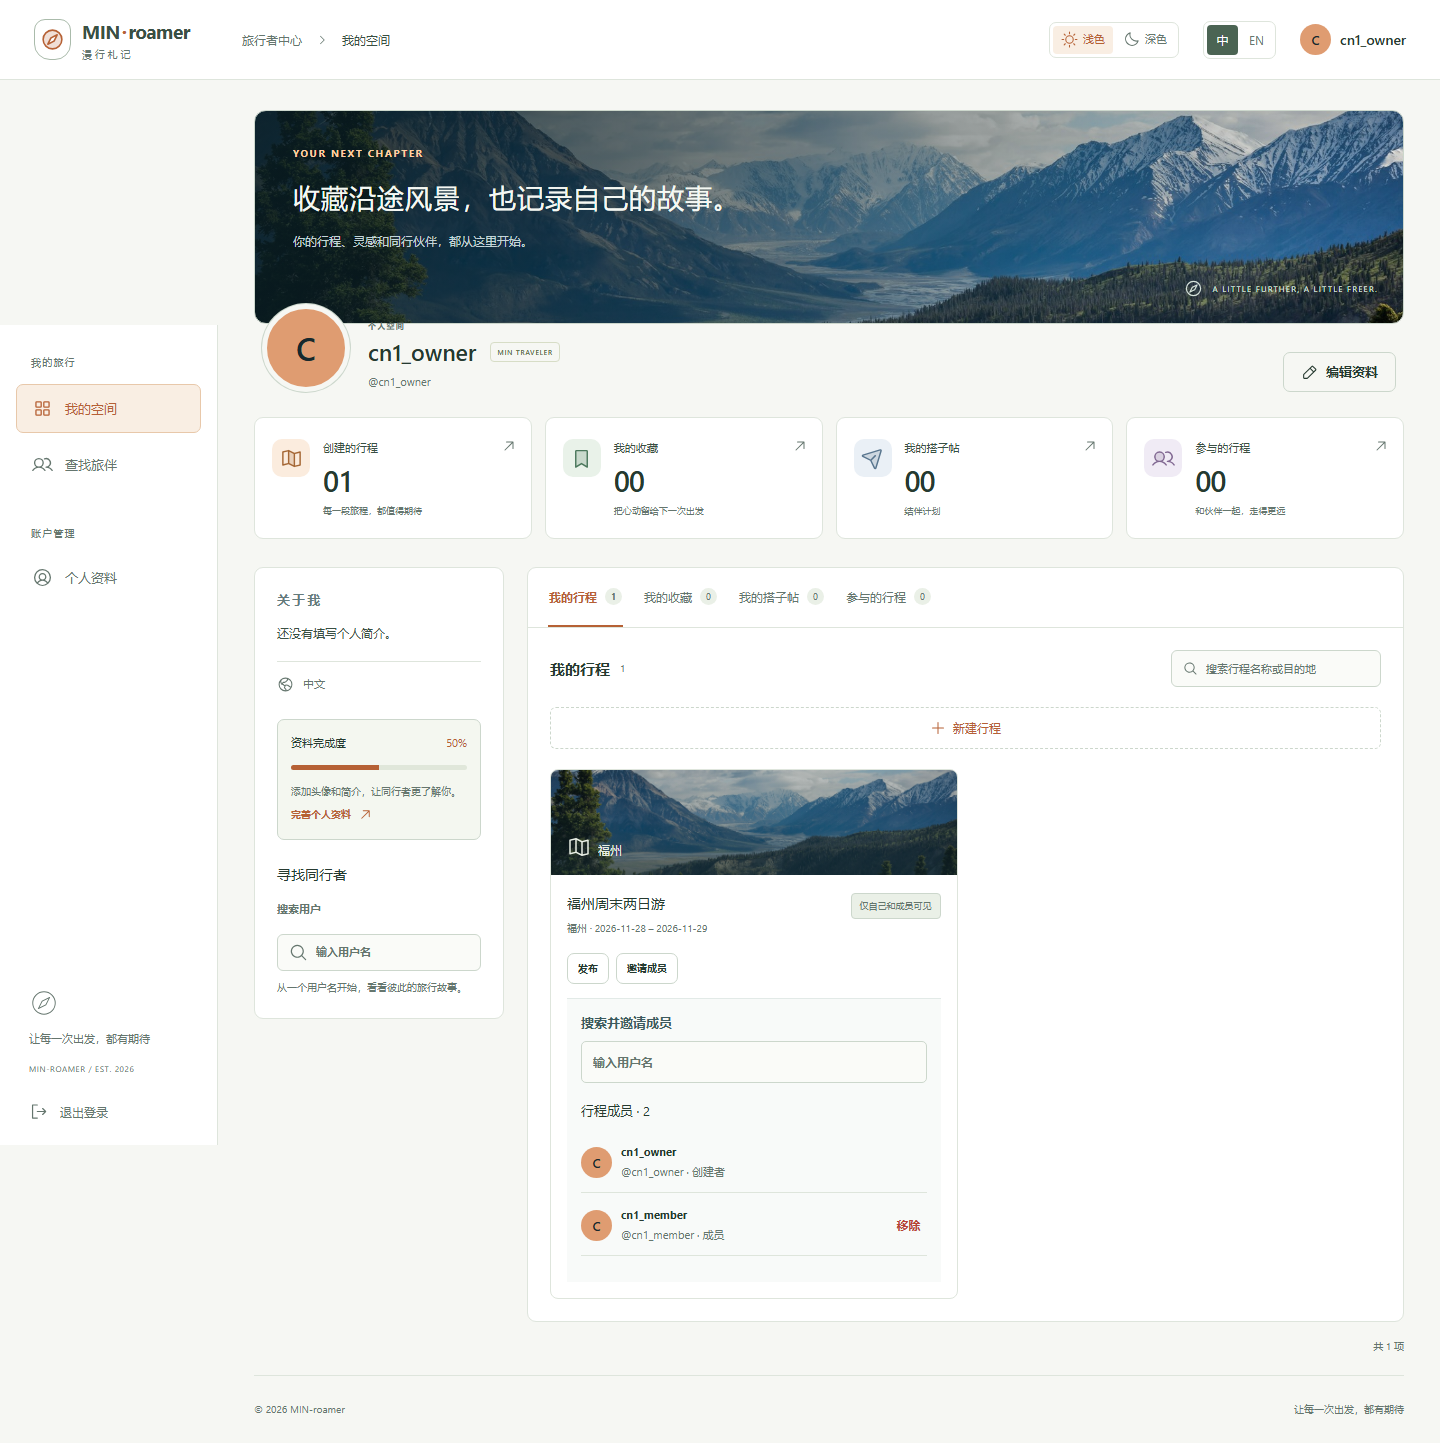 MIN·roamer
漫行札记
旅行者中心 > 我的空间
浅色 深色
中 EN
C cn1_owner
YOUR NEXT CHAPTER
收藏沿途风景，也记录自己的故事。
你的行程、灵感和同行伙伴，都从这里开始。
A LITTLE FURTHER, A LITTLE FREER.
我的旅行
我的空间
查找旅伴
账户管理
个人资料
让每一次出发，都有期待
MIN-ROAMER / EST. 2026
退出登录
C
个人空间
cn1_owner MIN TRAVELER
@cn1_owner
编辑资料
创建的行程
01
每一段旅程，都值得期待
我的收藏
00
把心动留给下一次出发
我的搭子帖
00
结伴计划
参与的行程
00
和伙伴一起，走得更远
关于我
还没有填写个人简介。
中文
资料完成度 50%
添加头像和简介，让同行者更了解你。
完善个人资料
寻找同行者
搜索用户
输入用户名
从一个用户名开始，看看彼此的旅行故事。
我的行程 1 我的收藏 0 我的搭子帖 0 参与的行程 0
我的行程 1
搜索行程名称或目的地
+ 新建行程
福州
福州周末两日游
仅自己和成员可见
福州 · 2026-11-28 – 2026-11-29
发布 邀请成员
搜索并邀请成员
输入用户名
行程成员 · 2
C cn1_owner
@cn1_owner · 创建者
C cn1_member
@cn1_member · 成员
移除
共 1 项
© 2026 MIN-roamer
让每一次出发，都有期待